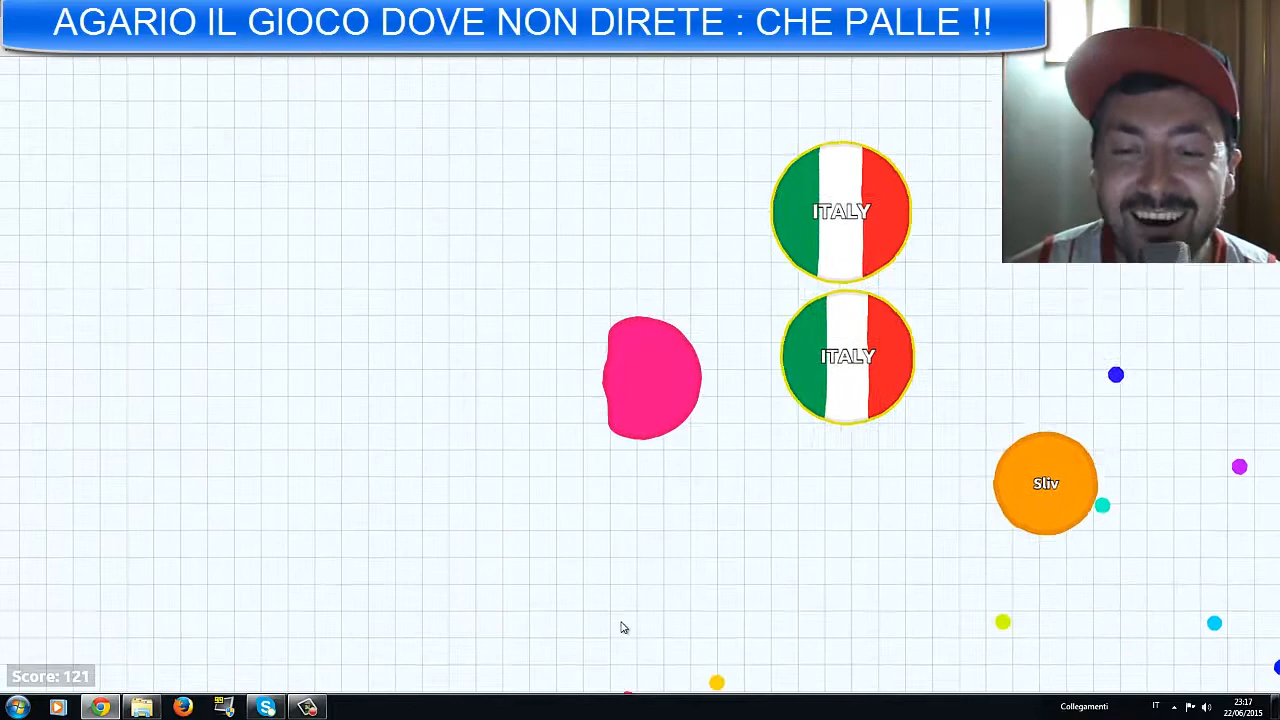 AGARIO IL GIOCO DOVE NON DIRETE : CHE PALLE !!
ITALY
ITALY
Sliv
Score: 121
Collegamenti
IT
23:17
22/06/2015